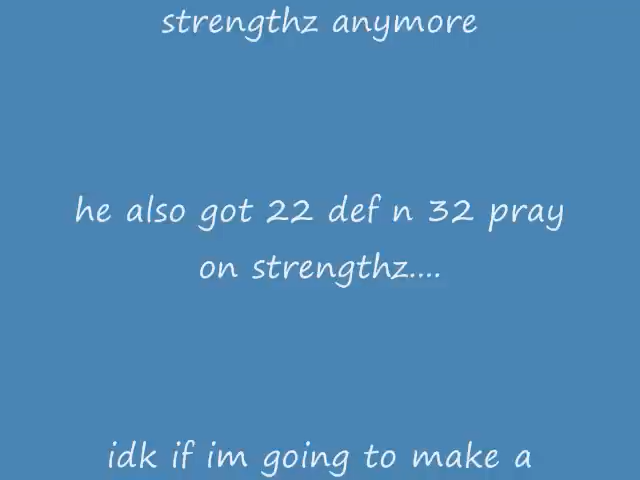 strengthz anymore
he also got 22 def n 32 pray
on strengthz....
idk if im going to make a